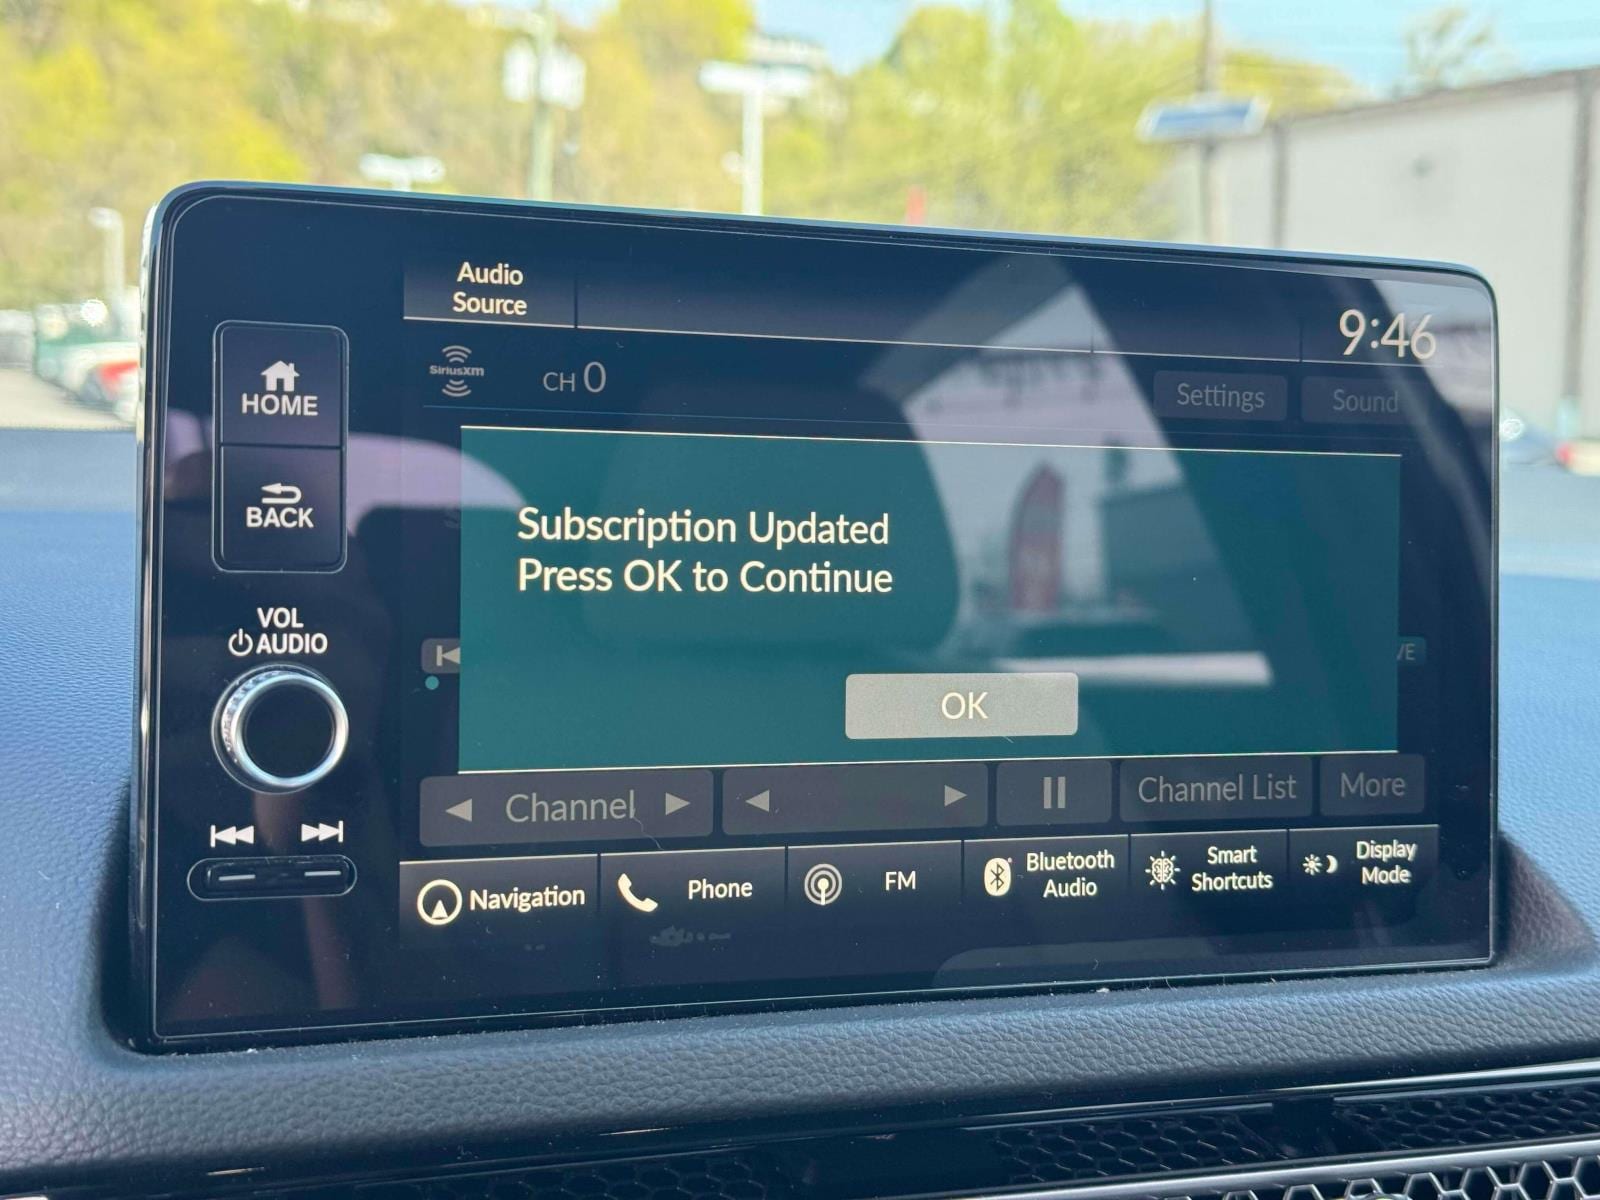 Audio
Source
9:46
SiriusXM
CH 0
Settings
Sound
HOME
BACK
Subscription Updated
Press OK to Continue
VOL
AUDIO
OK
Channel
Channel List
More
Navigation
Phone
FM
Bluetooth
Audio
Smart
Shortcuts
Display
Mode